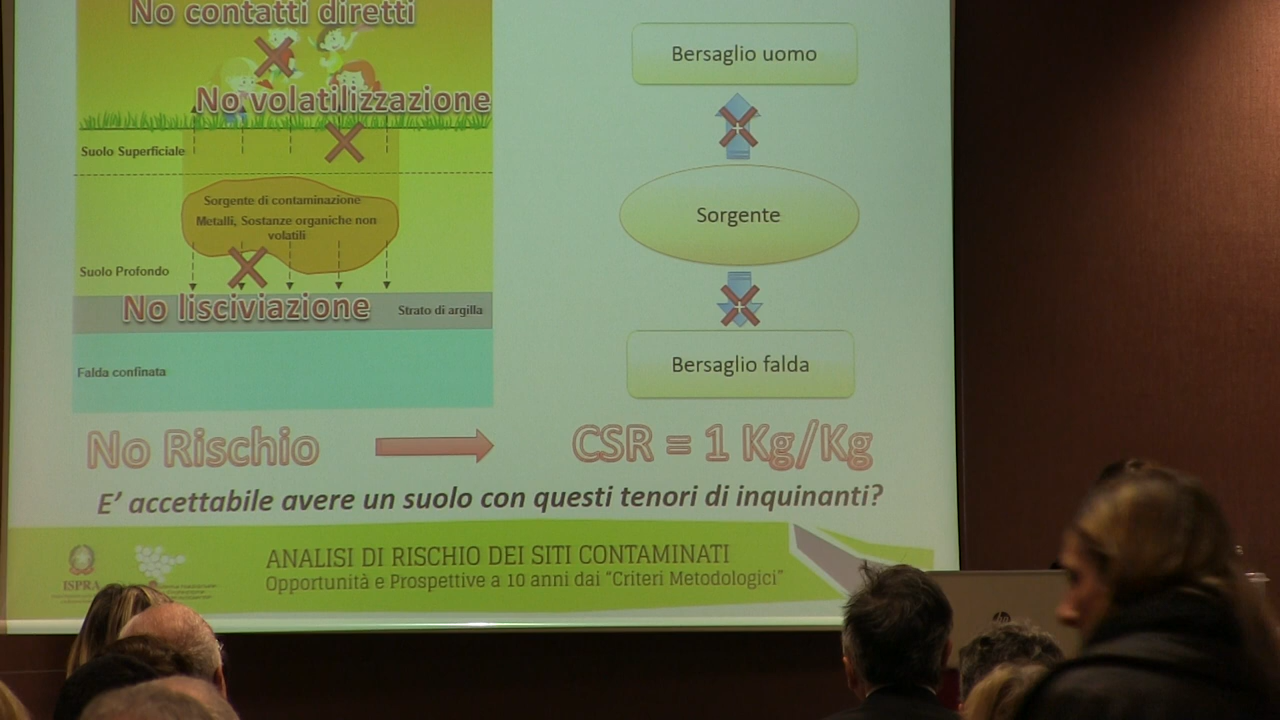 No contatti diretti
No volatilizzazione
Suolo Superficiale
Sorgente di contaminazione
Metalli, Sostanze organiche non
volatili
Suolo Profondo
No lisciviazione
Strato di argilla
Falda confinata
Bersaglio uomo
Sorgente
Bersaglio falda
No Rischio
CSR = 1 Kg/Kg
E' accettabile avere un suolo con questi tenori di inquinanti?
ISPRA
ANALISI DI RISCHIO DEI SITI CONTAMINATI
Opportunità e Prospettive a 10 anni dai "Criteri Metodologici"
hp